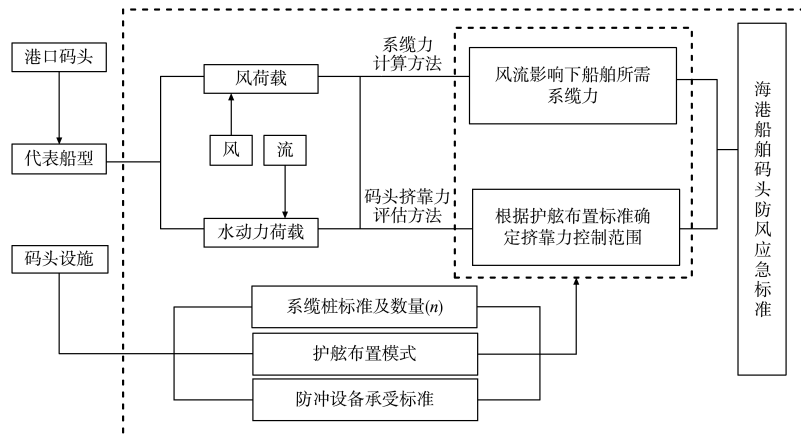 港口码头
代表船型
码头设施
风荷载
风
流
水动力荷载
系缆力
计算方法
码头挤靠力
评估方法
风流影响下船舶所需
系缆力
根据护舷布置标准确
定挤靠力控制范围
系缆桩标准及数量(n)
护舷布置模式
防冲设备承受标准
海港船舶码头防风应急标准